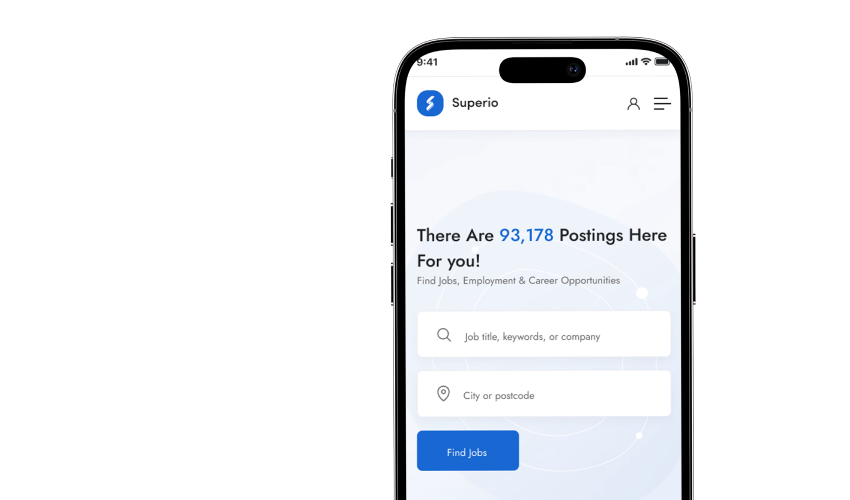 9:41
Superio
There Are 93,178 Postings Here
For you!
Find Jobs, Employment & Career Opportunities
Job title, keywords, or company
City or postcode
Find Jobs